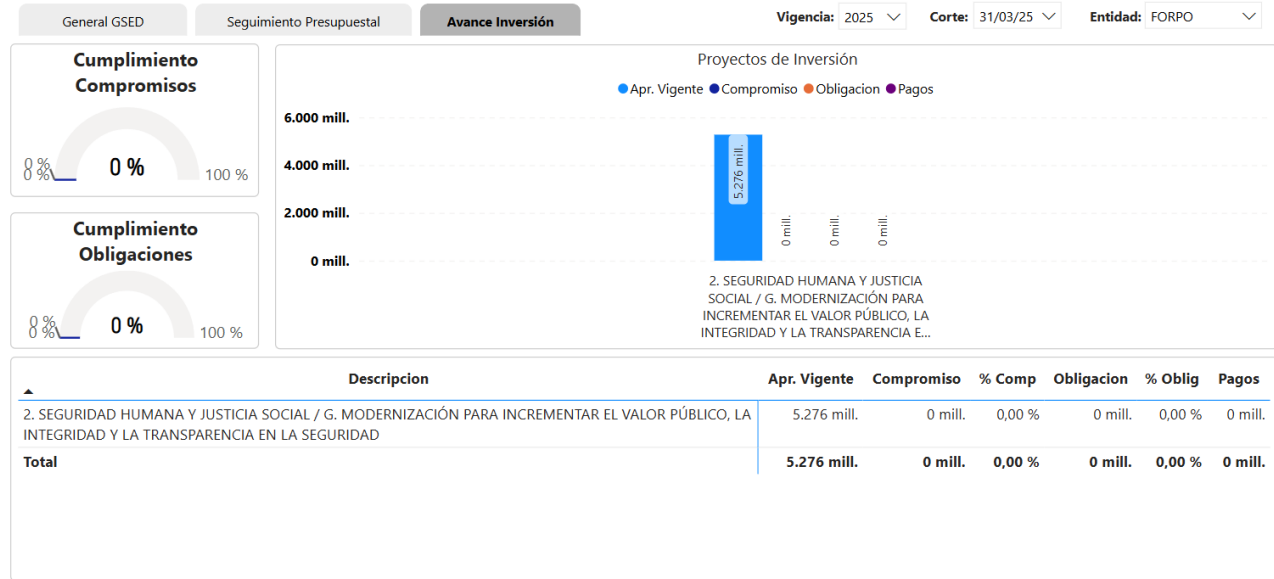 General GSED
Seguimiento Presupuestal
Avance Inversión
Vigencia: 2025
Corte: 31/03/25
Entidad: FORPO
Cumplimiento
Compromisos
0 %
0 %
0 %
100 %
Cumplimiento
Obligaciones
0 %
0 %
0 %
100 %
Proyectos de Inversión
Apr. Vigente Compromiso Obligacion Pagos
6.000 mill.
4.000 mill.
2.000 mill.
0 mill.
5.276 mill.
0 mill.
0 mill.
0 mill.
2. SEGURIDAD HUMANA Y JUSTICIA
SOCIAL / G. MODERNIZACIÓN PARA
INCREMENTAR EL VALOR PÚBLICO, LA
INTEGRIDAD Y LA TRANSPARENCIA E...
Descripcion Apr. Vigente Compromiso % Comp Obligacion % Oblig Pagos
2. SEGURIDAD HUMANA Y JUSTICIA SOCIAL / G. MODERNIZACIÓN PARA INCREMENTAR EL VALOR PÚBLICO, LA 5.276 mill. 0 mill. 0,00 % 0 mill. 0,00 % 0 mill.
INTEGRIDAD Y LA TRANSPARENCIA EN LA SEGURIDAD
Total 5.276 mill. 0 mill. 0,00 % 0 mill. 0,00 % 0 mill.